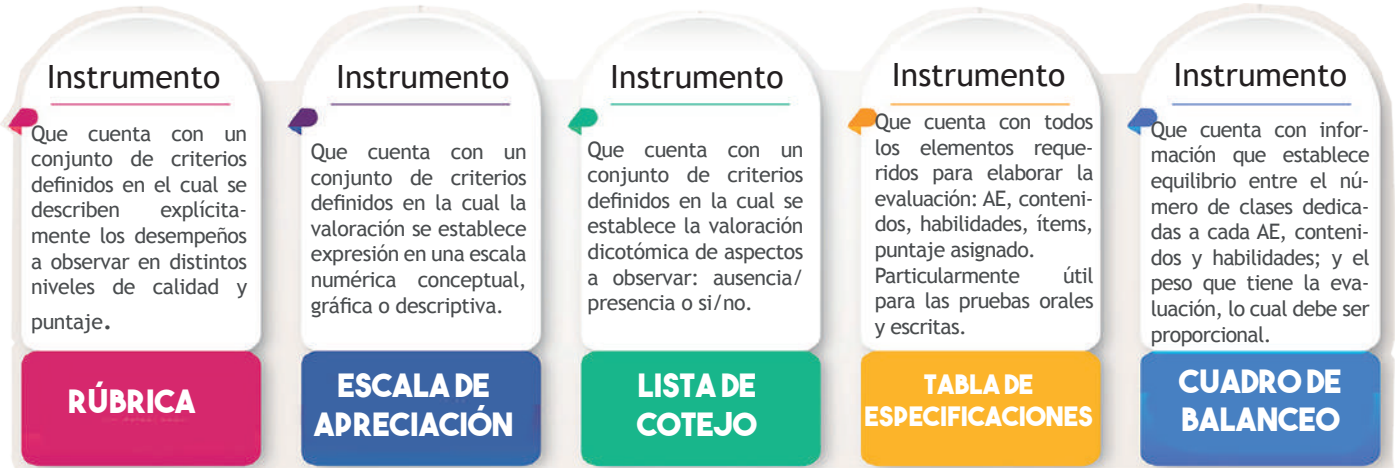 Instrumento
Que cuenta con un
conjunto de criterios
definidos en el cual se
describen explícita-
mente los desempeños
a observar en distintos
niveles de calidad y
puntaje.
RÚBRICA
Instrumento
Que cuenta con un
conjunto de criterios
definidos en la cual la
valoración se establece
expresión en una escala
numérica conceptual,
gráfica o descriptiva.
ESCALA DE
APRECIACIÓN
Instrumento
Que cuenta con un
conjunto de criterios
definidos en la cual se
establece la valoración
dicotómica de aspectos
a observar: ausencia/
presencia o si/no.
LISTA DE
COTEJO
Instrumento
Que cuenta con todos
los elementos reque-
ridos para elaborar la
evaluación: AE, conteni-
dos, habilidades, ítems,
puntaje asignado.
Particularmente útil
para las pruebas orales
y escritas.
TABLA DE
ESPECIFICACIONES
Instrumento
Que cuenta con infor-
mación que establece
equilibrio entre el nú-
mero de clases dedica-
das a cada AE, conteni-
dos y habilidades; y el
peso que tiene la eva-
luación, lo cual debe ser
proporcional.
CUADRO DE
BALANCEO